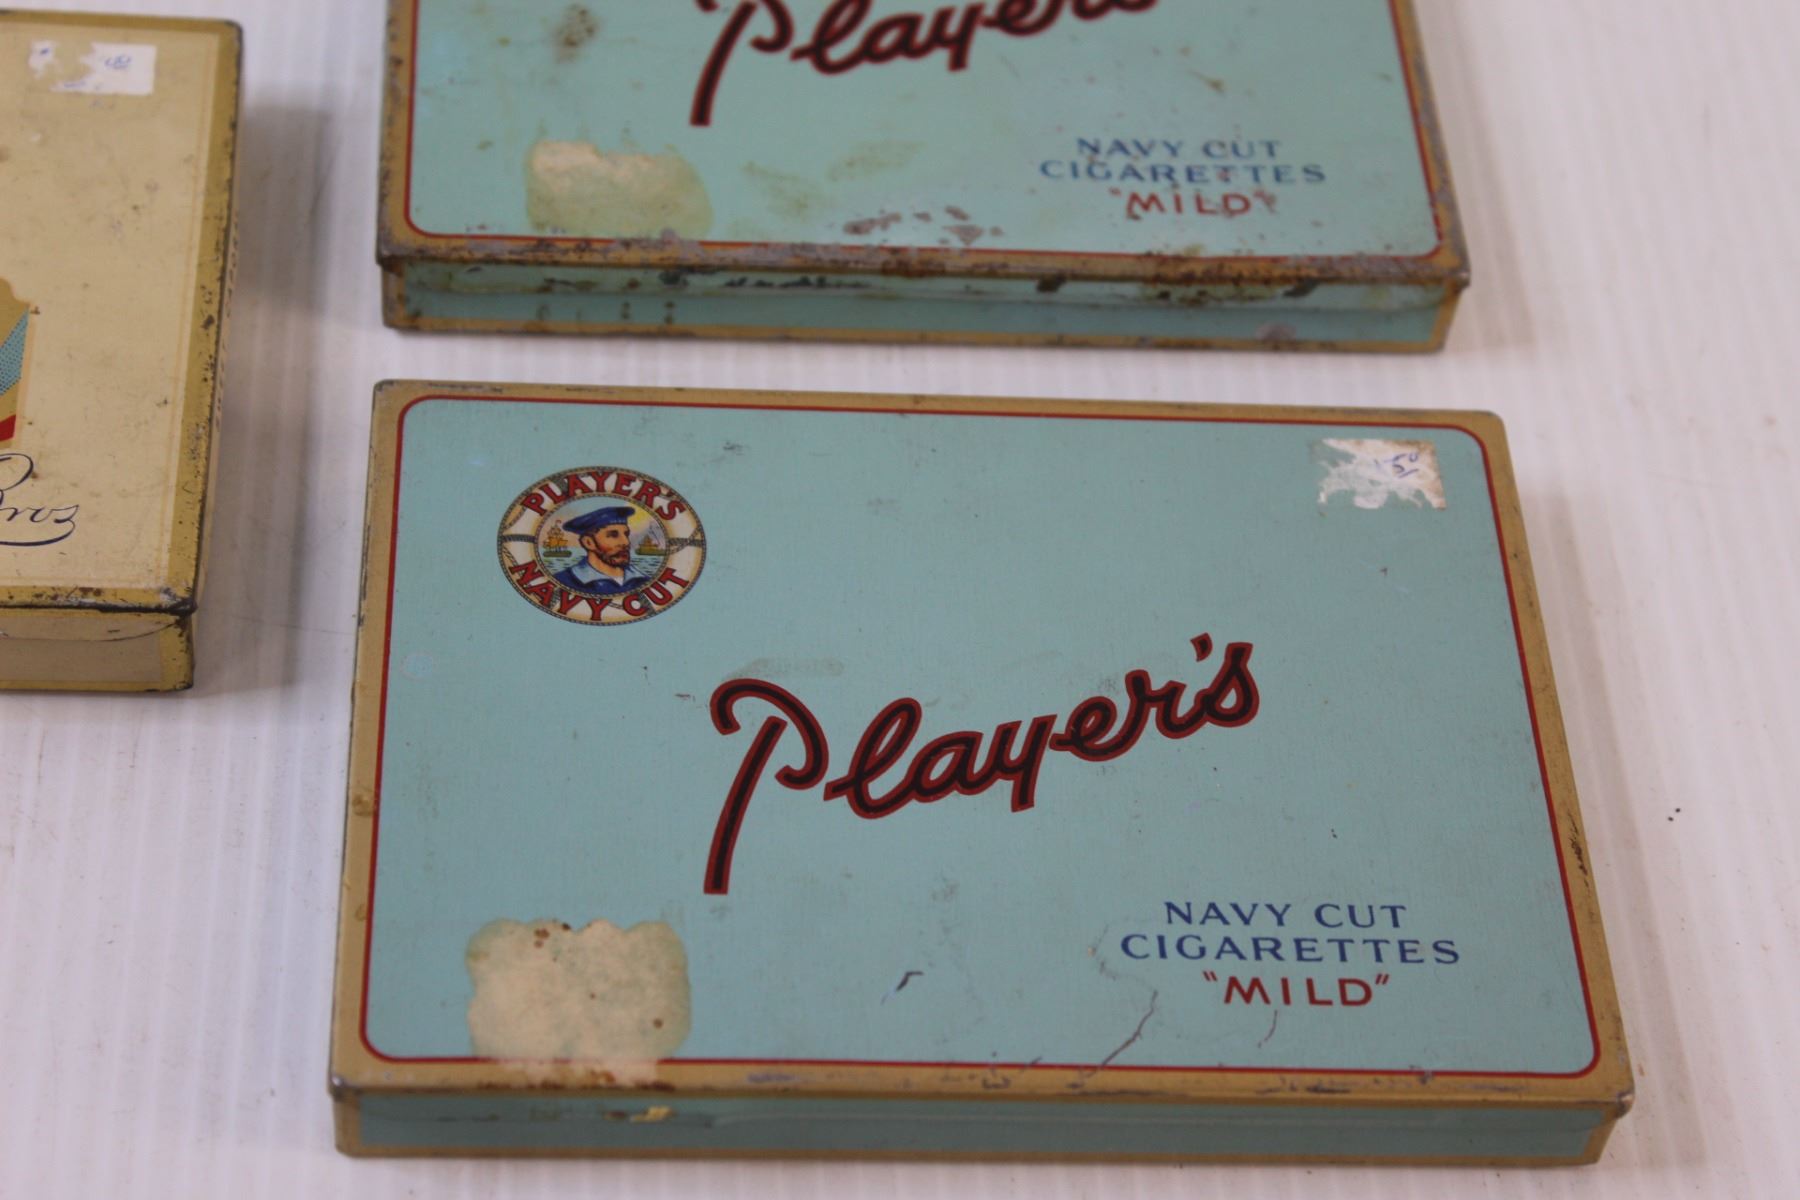 Player's
NAVY CUT
CIGARETTES
"MILD"
PLAYER'S
NAVY CUT
Player's
NAVY CUT
CIGARETTES
"MILD"